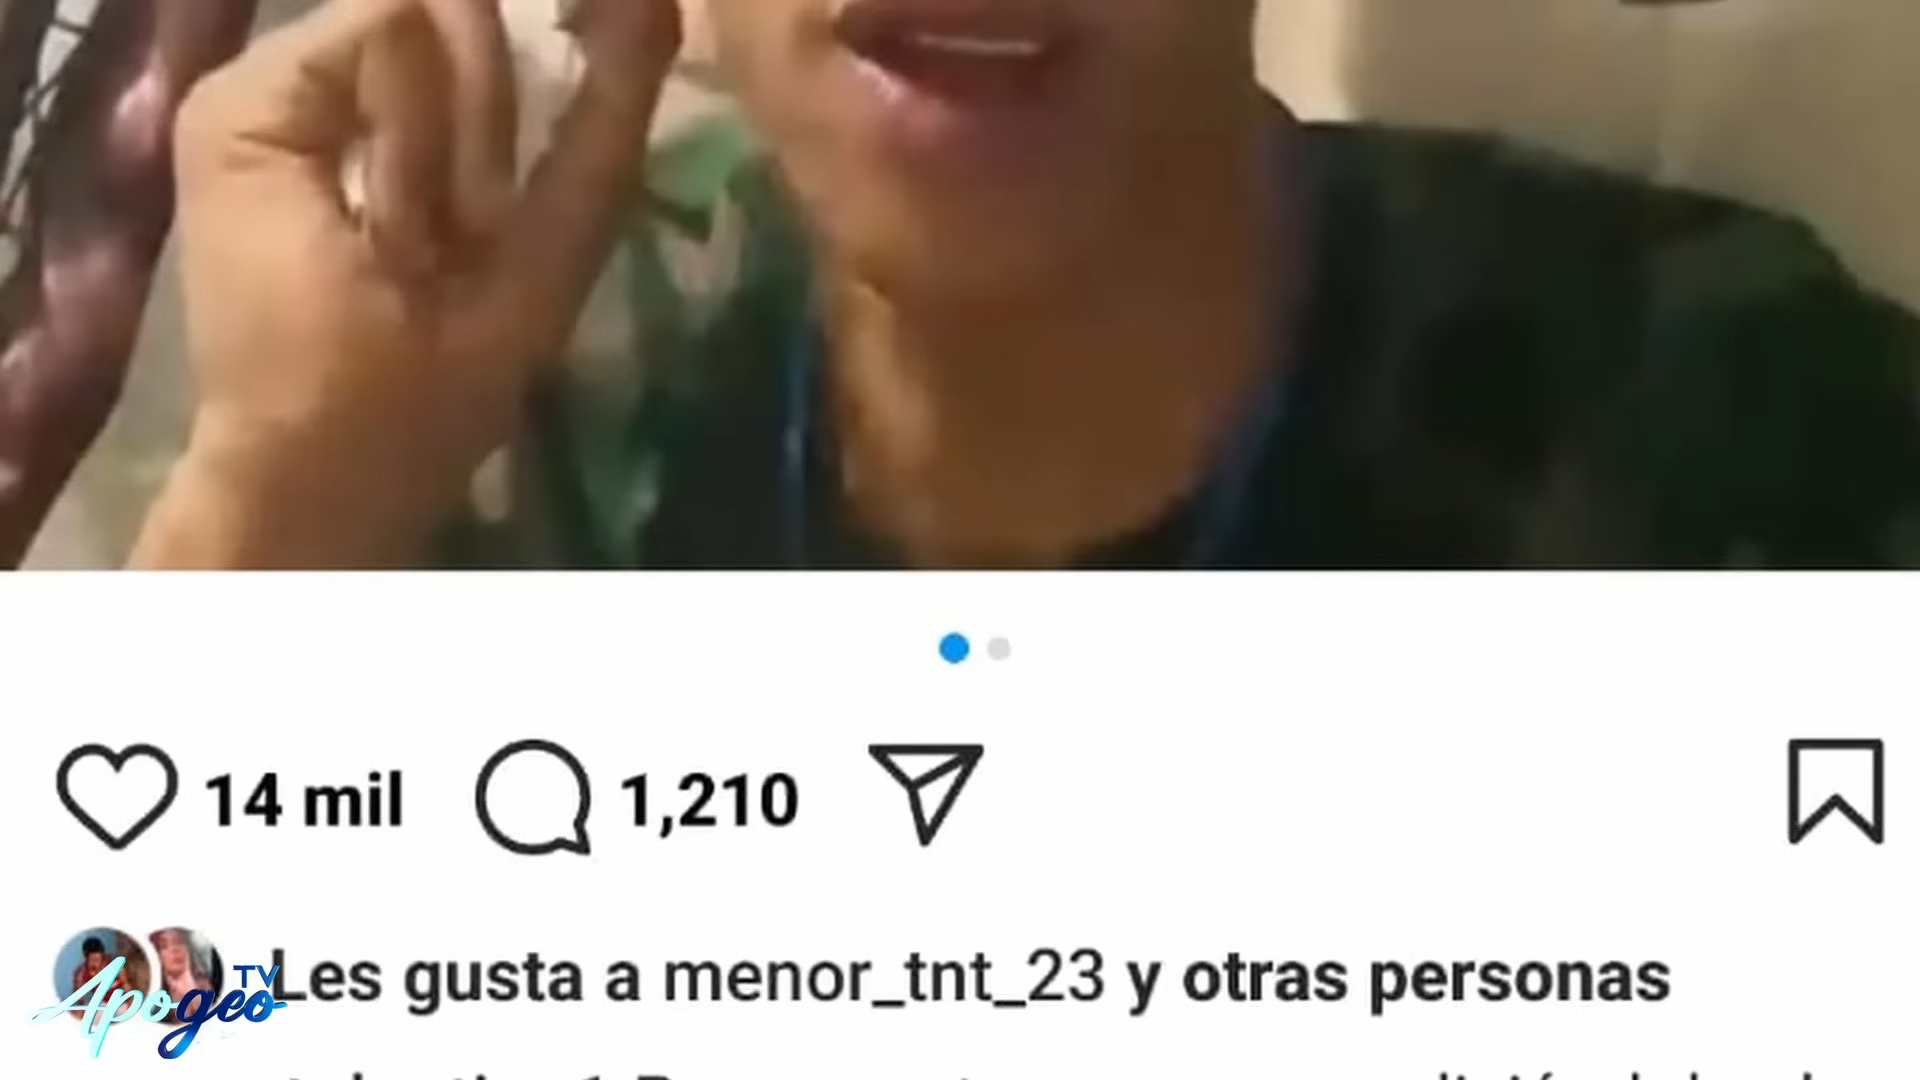 14 mil 1,210
Les gusta a menor_tnt_23 y otras personas
Apogeo TV